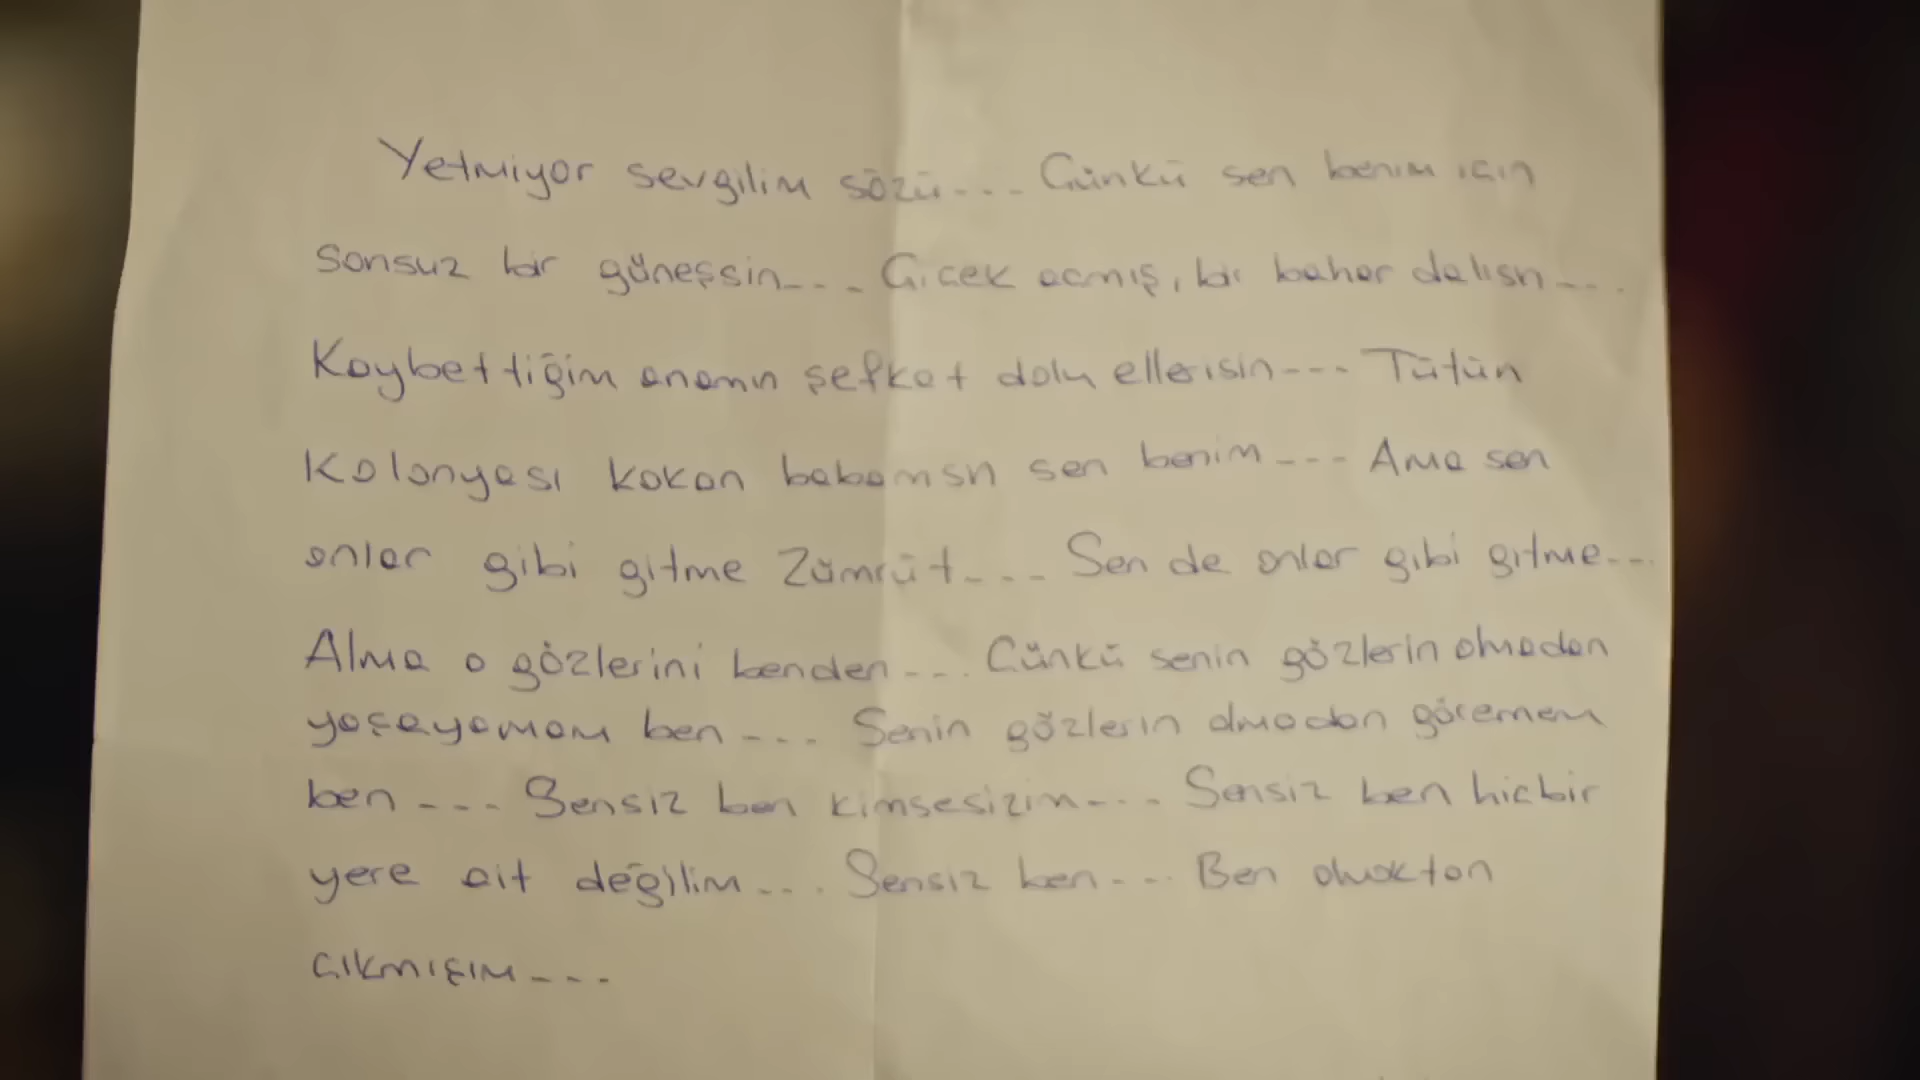 Yetmiyor sevgilim sözü... Çünkü sen benim için
sonsuz bir güneşsin... Çiçek açmış, bir bahar dalısn...
Kaybettiğim anamın şefkat dolu ellerisin... Tütün
Kolonyası kokan babamsn sen benim... Ama sen
onlar gibi gitme Zümrüt... Sen de onlar gibi gitme...
Alma o gözlerini benden... Çünkü senin gözlerin olmadan
yaşayamam ben... Senin gözlerin olmadan göremem
ben... Sensiz ben kimsesizim... Sensiz ben hiçbir
yere ait değilim... Sensiz ben... Ben olmaktan
çıkmışım...